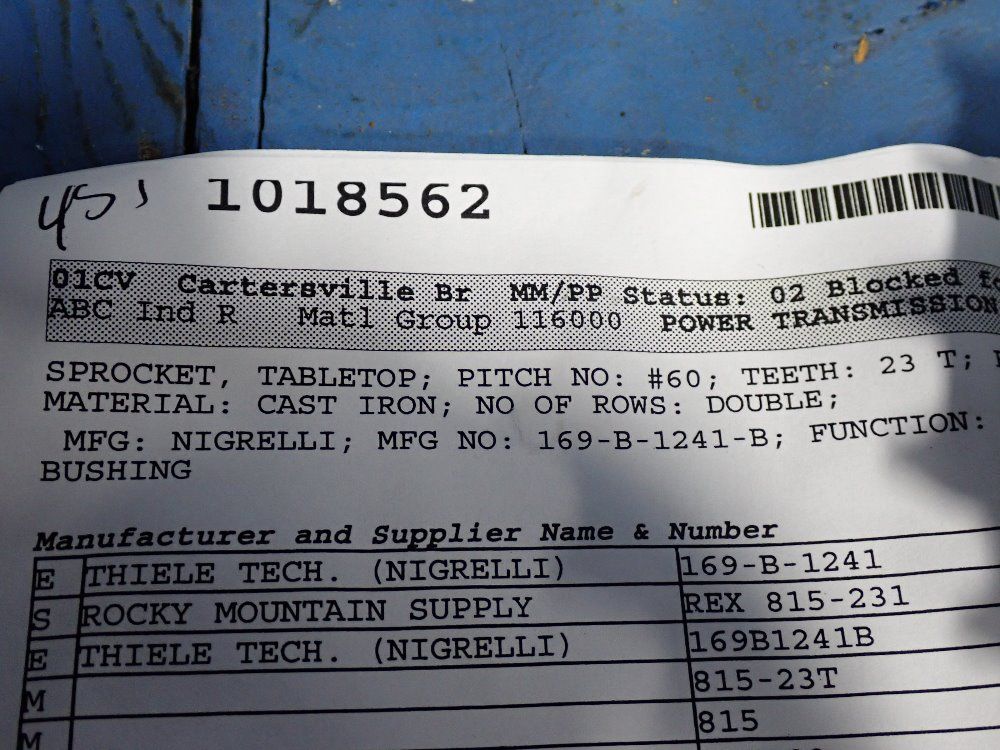 451
1018562
01CV Cartersville Br MM/PP Status: 02 Blocked
ABC Ind R Matl Group 116000 POWER TRANSMISSION
SPROCKET, TABLETOP; PITCH NO: #60; TEETH: 23 T;
MATERIAL: CAST IRON; NO OF ROWS: DOUBLE;
MFG: NIGRELLI; MFG NO: 169-B-1241-B; FUNCTION:
BUSHING
Manufacturer and Supplier Name & Number
E THIELE TECH. (NIGRELLI) 169-B-1241
S ROCKY MOUNTAIN SUPPLY REX 815-231
E THIELE TECH. (NIGRELLI) 169B1241B
M 815-23T
M 815